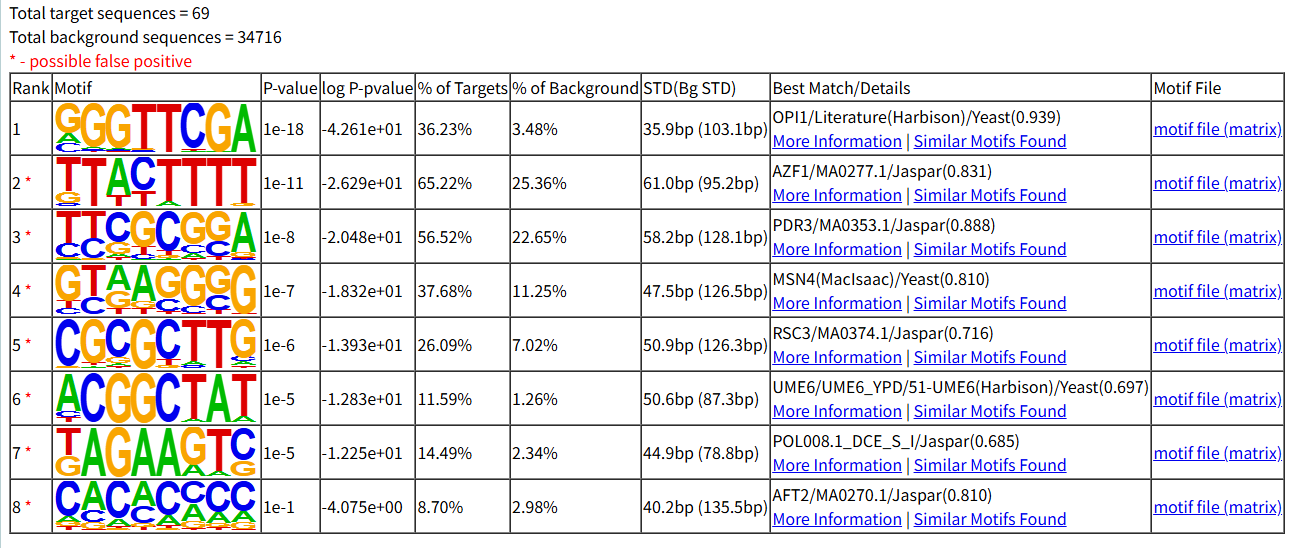 Total target sequences = 69
Total background sequences = 34716
* - possible false positive
Rank Motif P-value log P-pvalue % of Targets % of Background STD(Bg STD) Best Match/Details Motif File
1 GGGTTCGA 1e-18 -4.261e+01 36.23% 3.48% 35.9bp (103.1bp) OPI1/Literature(Harbison)/Yeast(0.939)
More Information | Similar Motifs Found motif file (matrix)
2 * TTACTTTT 1e-11 -2.629e+01 65.22% 25.36% 61.0bp (95.2bp) AZF1/MA0277.1/Jaspar(0.831)
More Information | Similar Motifs Found motif file (matrix)
3 * TTCGCGGA 1e-8 -2.048e+01 56.52% 22.65% 58.2bp (128.1bp) PDR3/MA0353.1/Jaspar(0.888)
More Information | Similar Motifs Found motif file (matrix)
4 * GTAAGGGG 1e-7 -1.832e+01 37.68% 11.25% 47.5bp (126.5bp) MSN4(MacIsaac)/Yeast(0.810)
More Information | Similar Motifs Found motif file (matrix)
5 * CGCGCTTG 1e-6 -1.393e+01 26.09% 7.02% 50.9bp (126.3bp) RSC3/MA0374.1/Jaspar(0.716)
More Information | Similar Motifs Found motif file (matrix)
6 * ACGGCTAT 1e-5 -1.283e+01 11.59% 1.26% 50.6bp (87.3bp) UME6/UME6_YPD/51-UME6(Harbison)/Yeast(0.697)
More Information | Similar Motifs Found motif file (matrix)
7 * TAGAAGTC 1e-5 -1.225e+01 14.49% 2.34% 44.9bp (78.8bp) POL008.1_DCE_S_I/Jaspar(0.685)
More Information | Similar Motifs Found motif file (matrix)
8 * CACACCCC 1e-1 -4.075e+00 8.70% 2.98% 40.2bp (135.5bp) AFT2/MA0270.1/Jaspar(0.810)
More Information | Similar Motifs Found motif file (matrix)